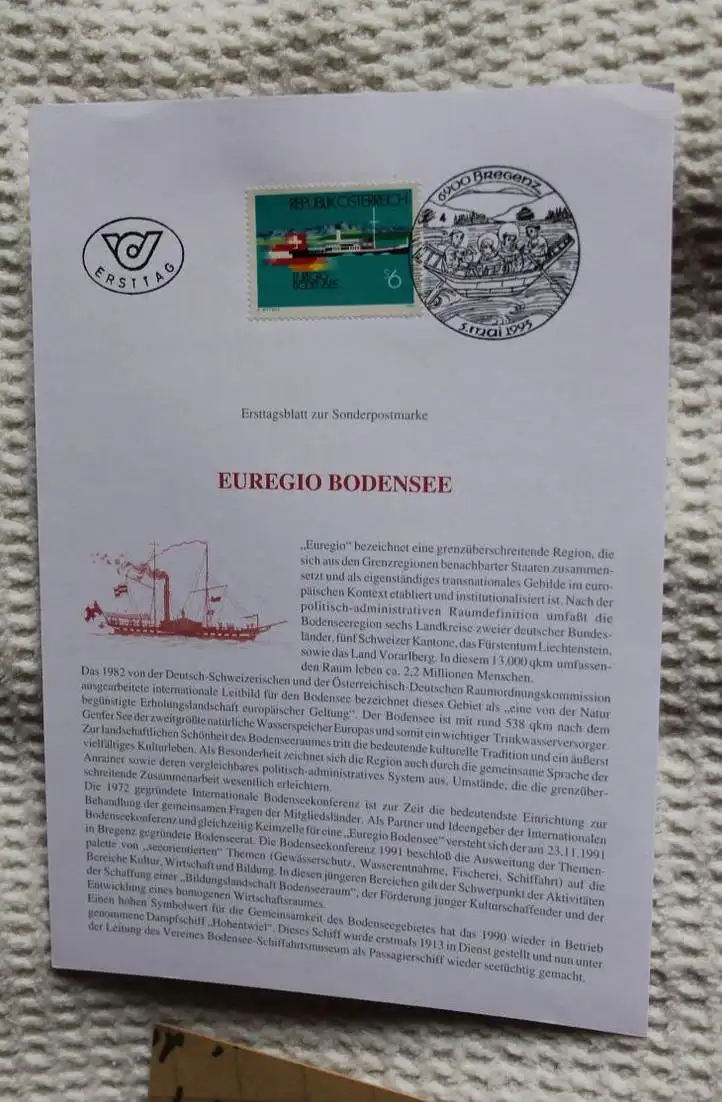 6900 Bregenz
REPUBLIK ÖSTERREICH
EUREGIO
BODENSEE
S6
ERSTTAG
5. Mai 1993
Ersttagsblatt zur Sonderpostmarke
EUREGIO BODENSEE
„Euregio" bezeichnet eine grenzüberschreitende Region, die
sich aus den Grenzregionen benachbarter Staaten zusammen-
setzt und als eigenständiges transnationales Gebilde im euro-
päischen Kontext etabliert und institutionalisiert ist. Nach der
politisch-administrativen Raumdefinition umfaßt die
Bodenseeregion sechs Landkreise zweier deutscher Bundes-
länder, fünf Schweizer Kantone, das Fürstentum Liechtenstein,
sowie das Land Vorarlberg. In diesem 13.000 qkm umfassen-
den Raum leben ca. 2,2 Millionen Menschen.
Das 1982 von der Deutsch-Schweizerischen und der Österreichisch-Deutschen Raumordnungskommission
ausgearbeitete internationale Leitbild für den Bodensee bezeichnet dieses Gebiet als „eine von der Natur
begünstigte Erholungslandschaft europäischer Geltung". Der Bodensee ist mit rund 538 qkm nach dem
Genfer See der zweitgrößte natürliche Wasserspeicher Europas und somit ein wichtiger Trinkwasserversorger.
Zur landschaftlichen Schönheit des Bodenseeraumes tritt die bedeutende kulturelle Tradition und ein äußerst
vielfältiges Kulturleben. Als Besonderheit zeichnet sich die Region auch durch die gemeinsame Sprache der
Anrainer sowie deren vergleichbares politisch-administratives System aus, Umstände, die die grenzüber-
schreitende Zusammenarbeit wesentlich erleichtern.
Die 1972 gegründete Internationale Bodenseekonferenz ist zur Zeit die bedeutendste Einrichtung zur
Behandlung der gemeinsamen Fragen der Mitgliedsländer. Als Partner und Ideengeber der Internationalen
Bodenseekonferenz und gleichzeitig Keimzelle für eine „Euregio Bodensee" versteht sich der am 23.11.1991
in Bregenz gegründete Bodenseerat. Die Bodenseekonferenz 1991 beschloß die Ausweitung der Themen-
palette von „seeorientierten" Themen (Gewässerschutz, Wasserentnahme, Fischerei, Schiffahrt) auf die
Bereiche Kultur, Wirtschaft und Bildung. In diesen jüngeren Bereichen gilt der Schwerpunkt der Aktivitäten
der Schaffung einer „Bildungslandschaft Bodenseeraum", der Förderung junger Kulturschaffender und der
Entwicklung eines homogenen Wirtschaftsraumes.
Einen hohen Symbolwert für die Gemeinsamkeit des Bodenseegebietes hat das 1990 wieder in Betrieb
genommene Dampfschiff „Hohentwiel". Dieses Schiff wurde erstmals 1913 in Dienst gestellt und nun unter
der Leitung des Vereines Bodensee-Schiffahrtsmuseum als Passagierschiff wieder seetüchtig gemacht.